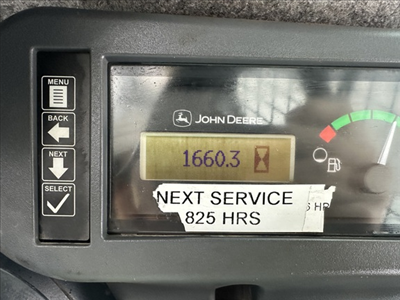 MENU
BACK
NEXT
SELECT
JOHN DEERE
1660.3
NEXT SERVICE
825 HRS